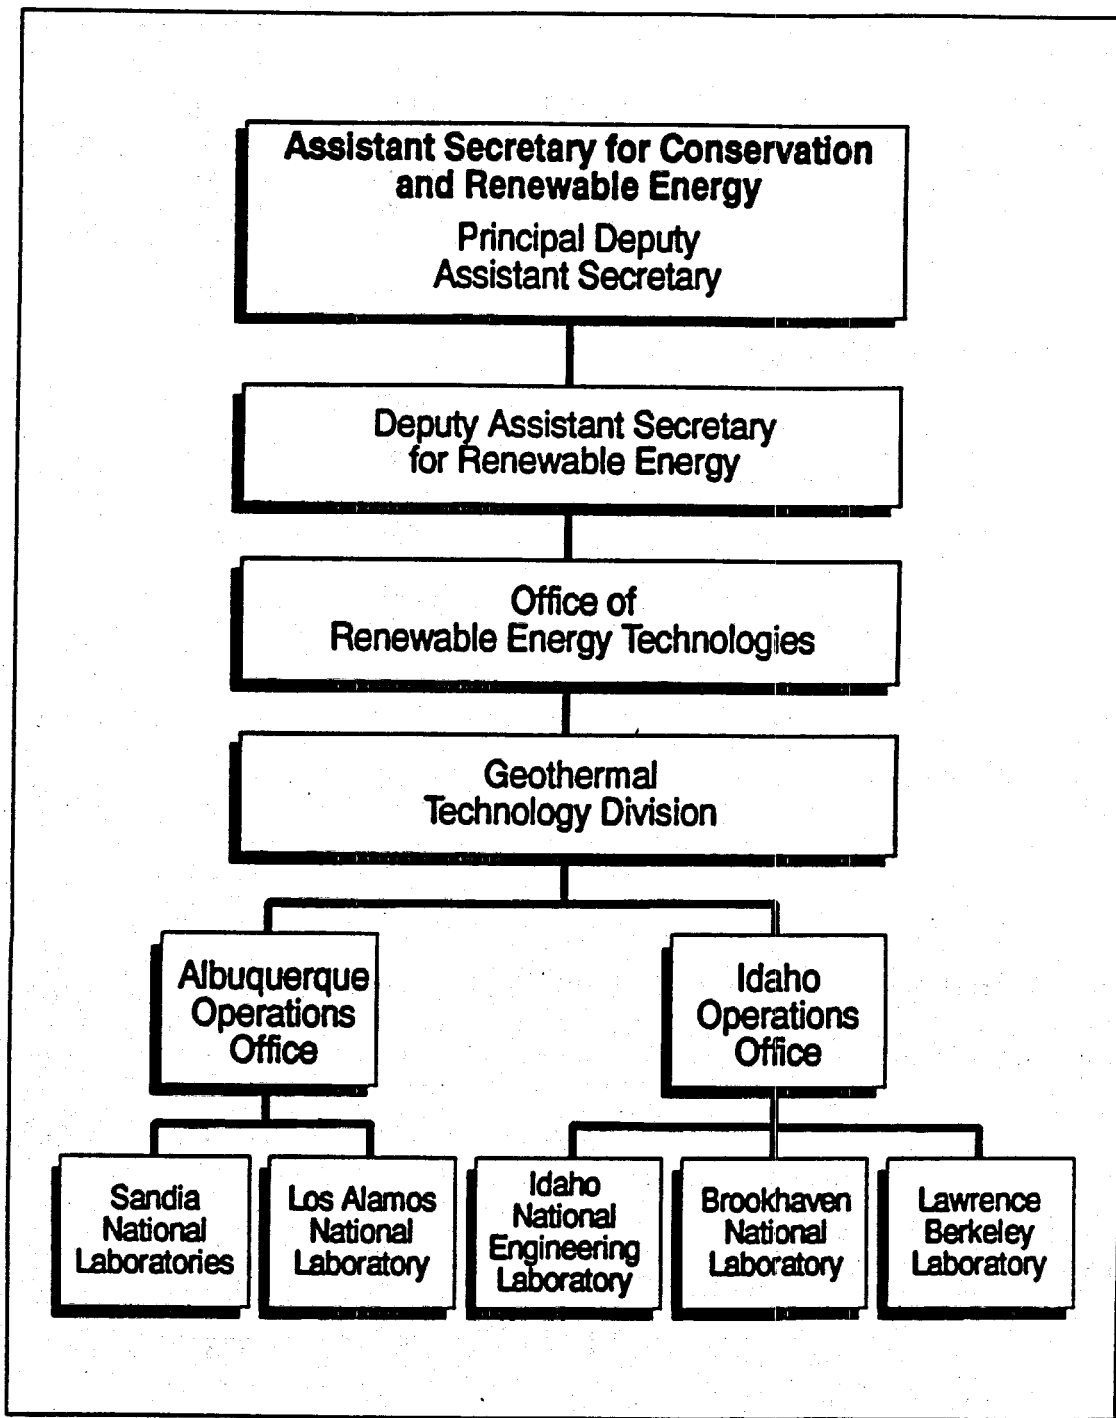 Assistant Secretary for Conservation
and Renewable Energy
Principal Deputy
Assistant Secretary
Deputy Assistant Secretary
for Renewable Energy
Office of
Renewable Energy Technologies
Geothermal
Technology Division
Albuquerque
Operations
Office
Idaho
Operations
Office
Sandia
National
Laboratories
Los Alamos
National
Laboratory
Idaho
National
Engineering
Laboratory
Brookhaven
National
Laboratory
Lawrence
Berkeley
Laboratory